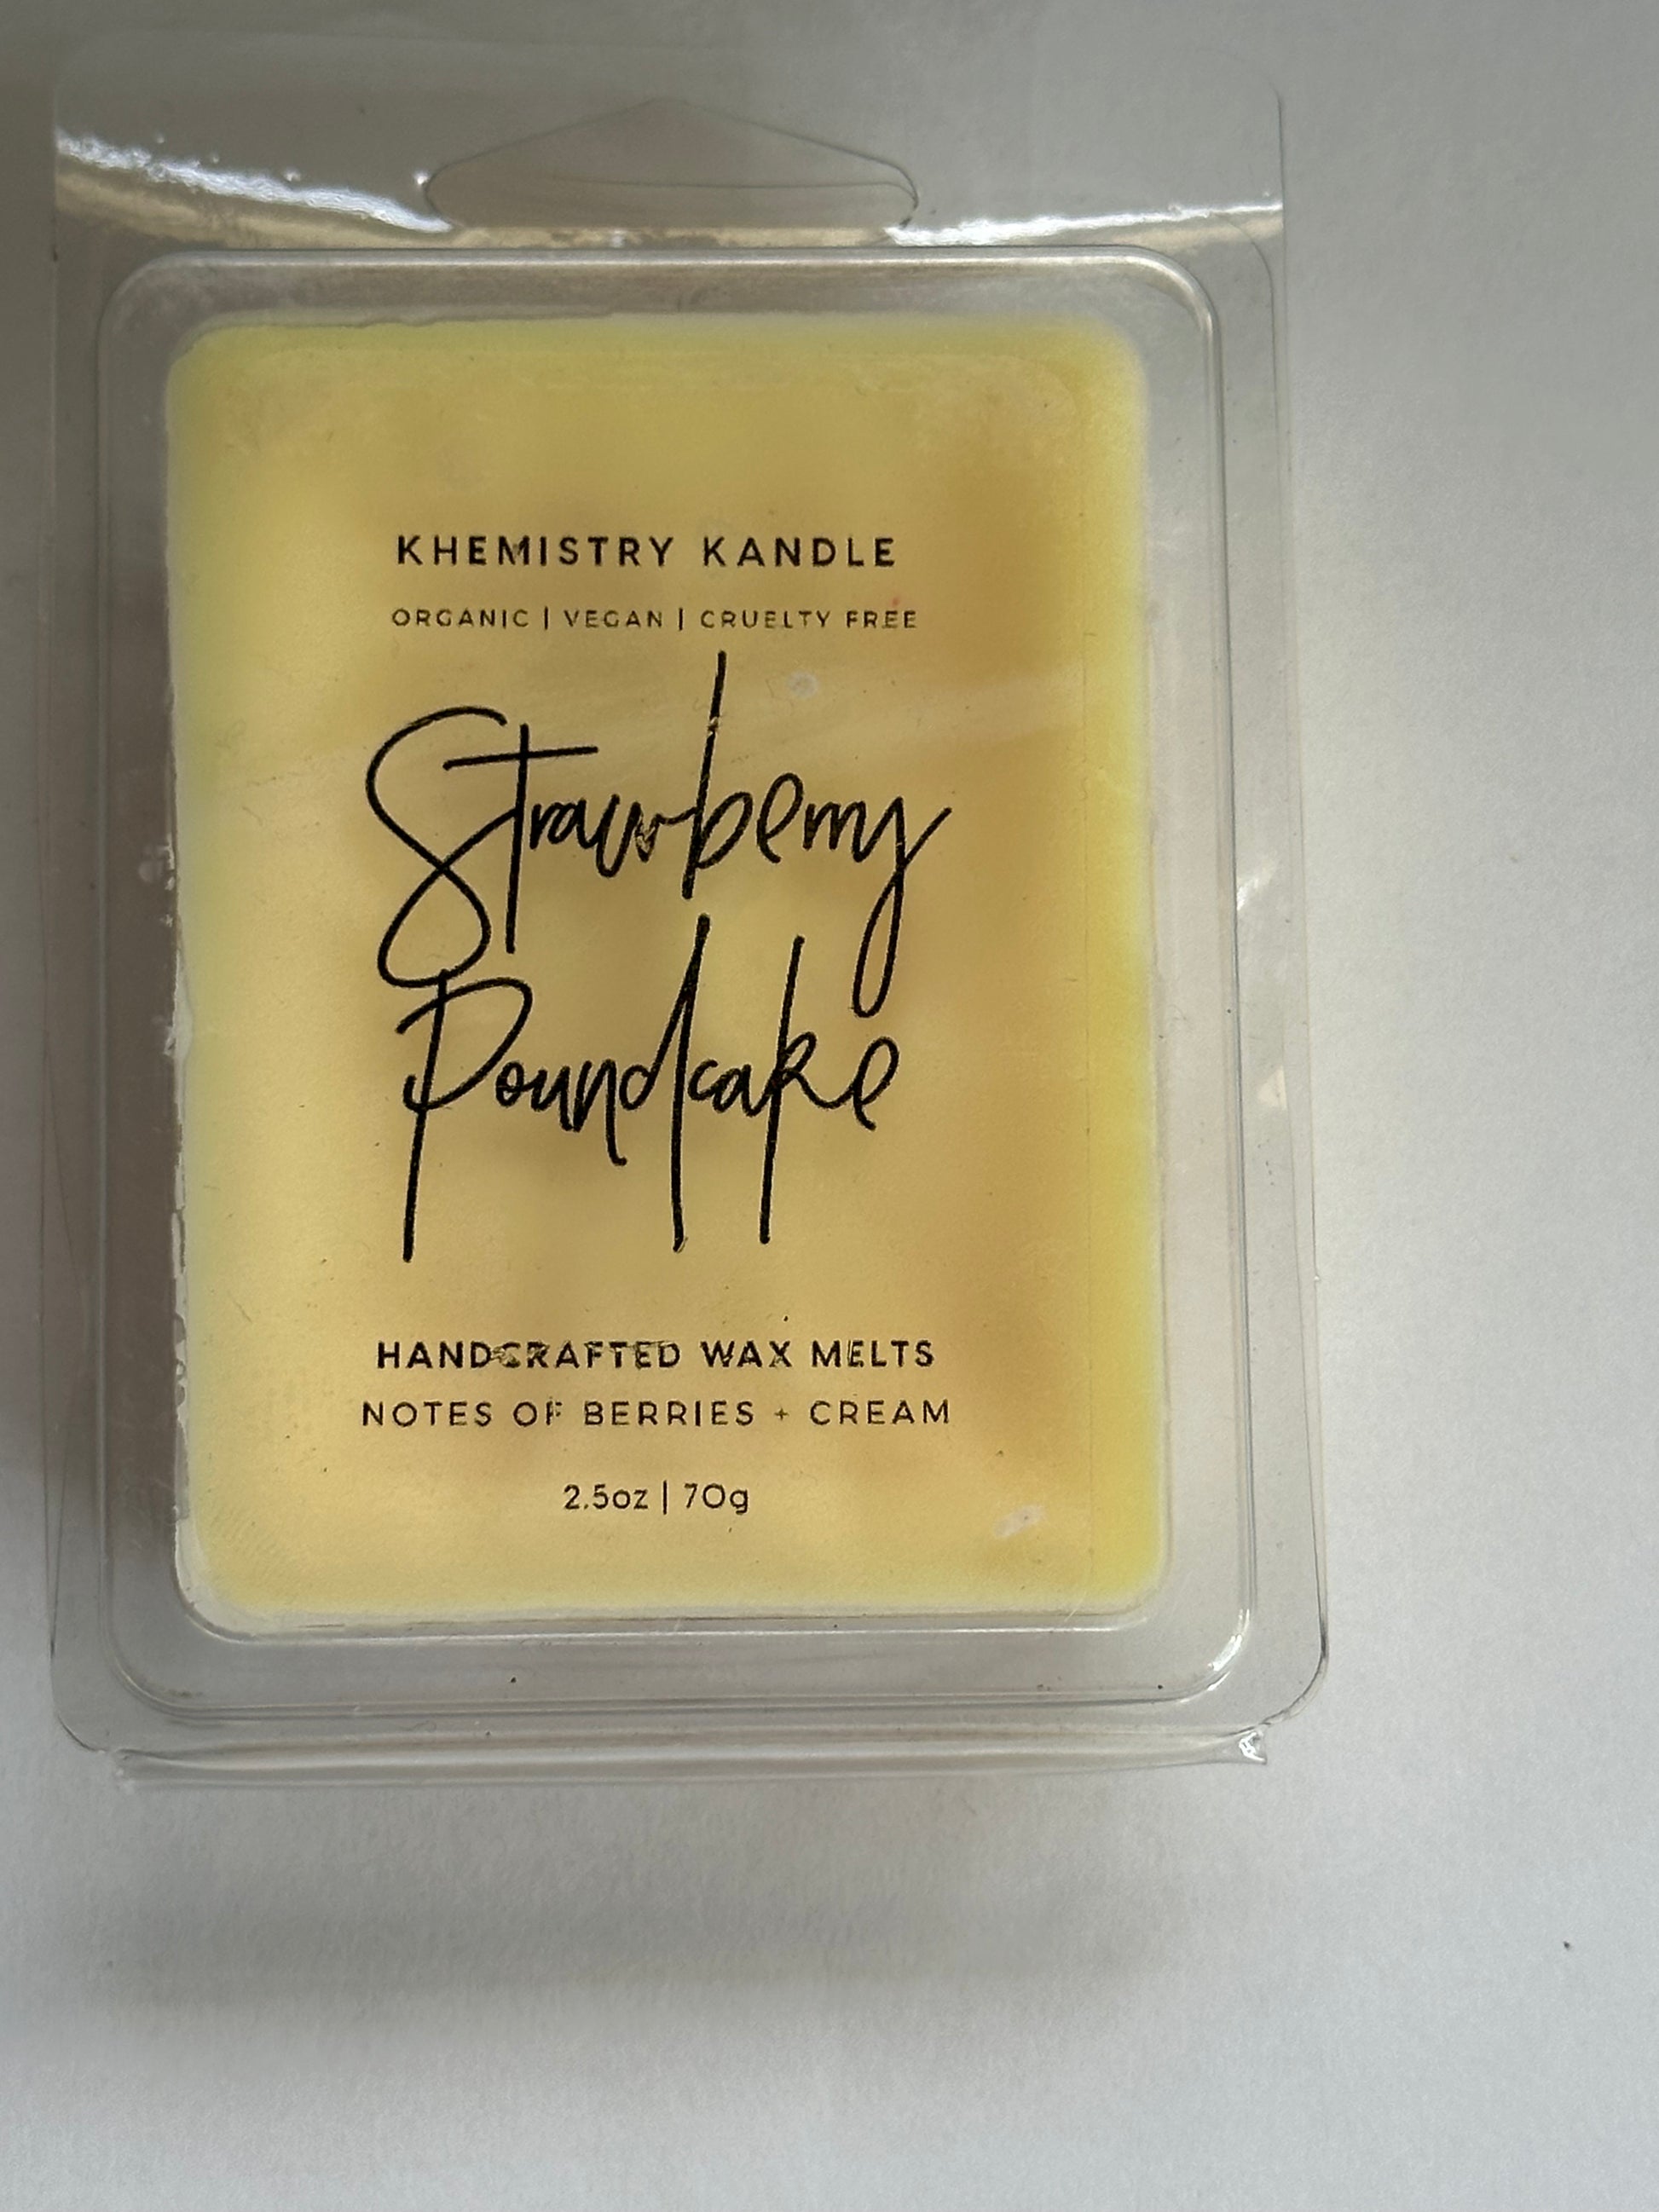 KHEMISTRY KANDLE
ORGANIC | VEGAN | CRUELTY FREE
Strawberry
Poundcake
HANDCRAFTED WAX MELTS
NOTES OF BERRIES + CREAM
2.5oz | 70g